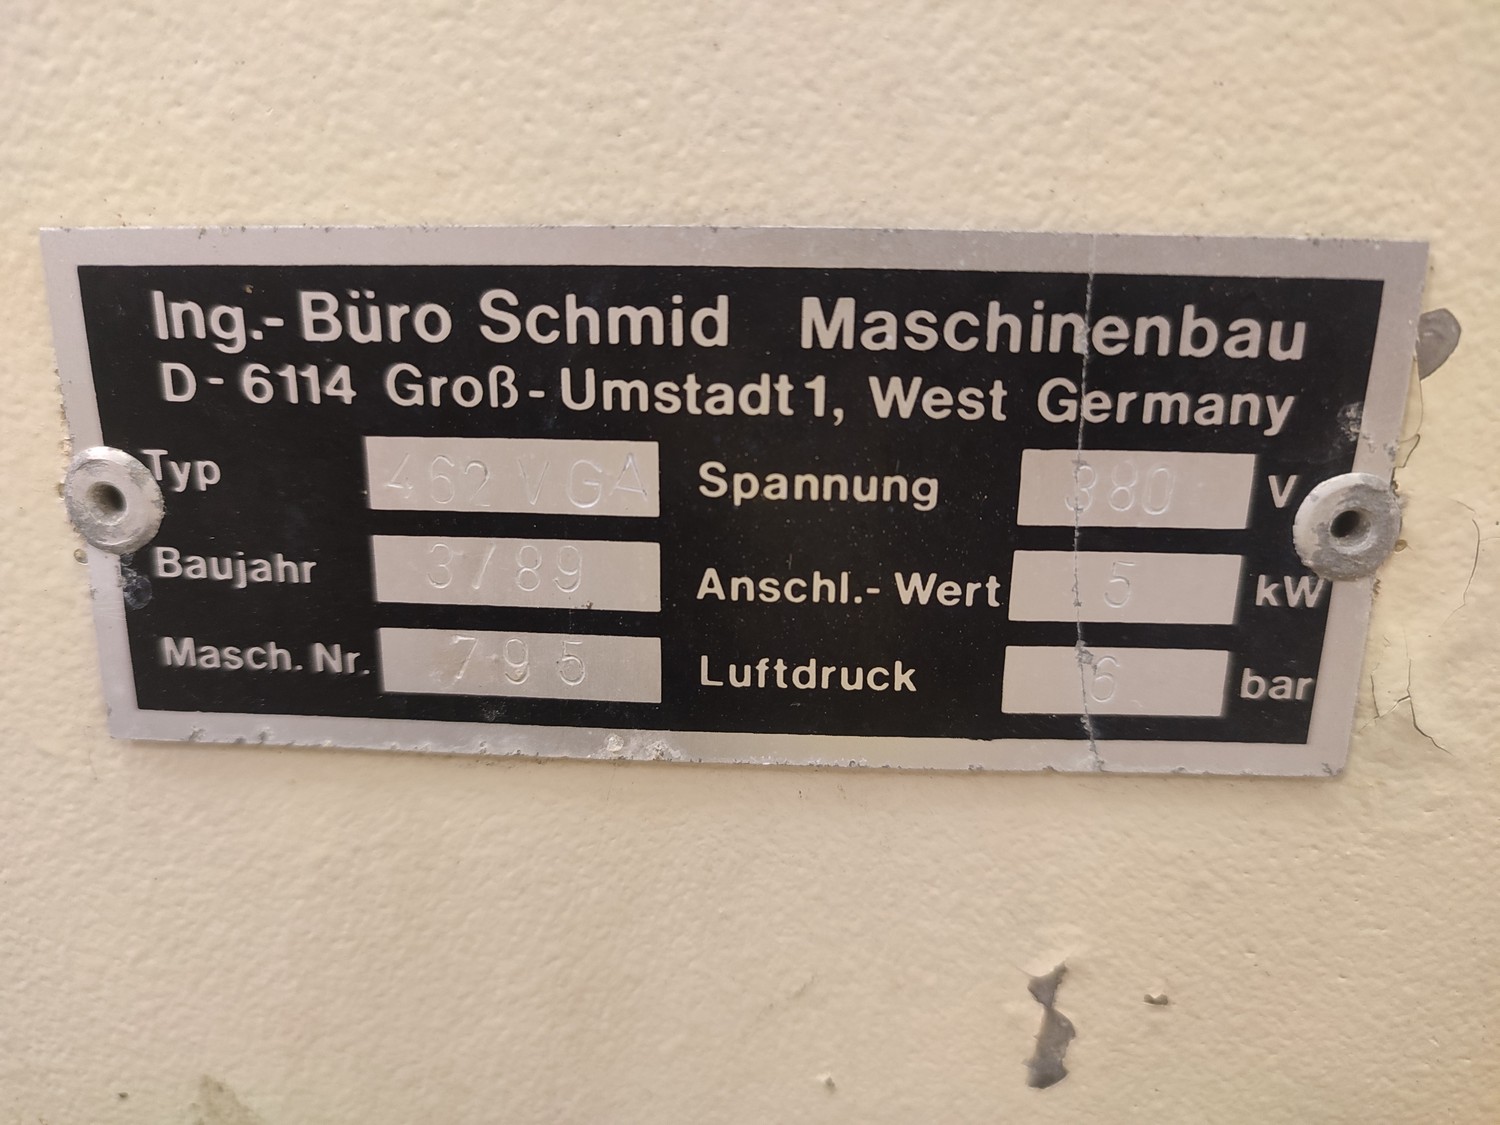 Ing.-Büro Schmid Maschinenbau
D-6114 Groß-Umstadt 1, West Germany
Typ 462 VGA Spannung 380 V
Baujahr 3/89 Anschl.-Wert 5 kW
Masch. Nr. 795 Luftdruck 6 bar